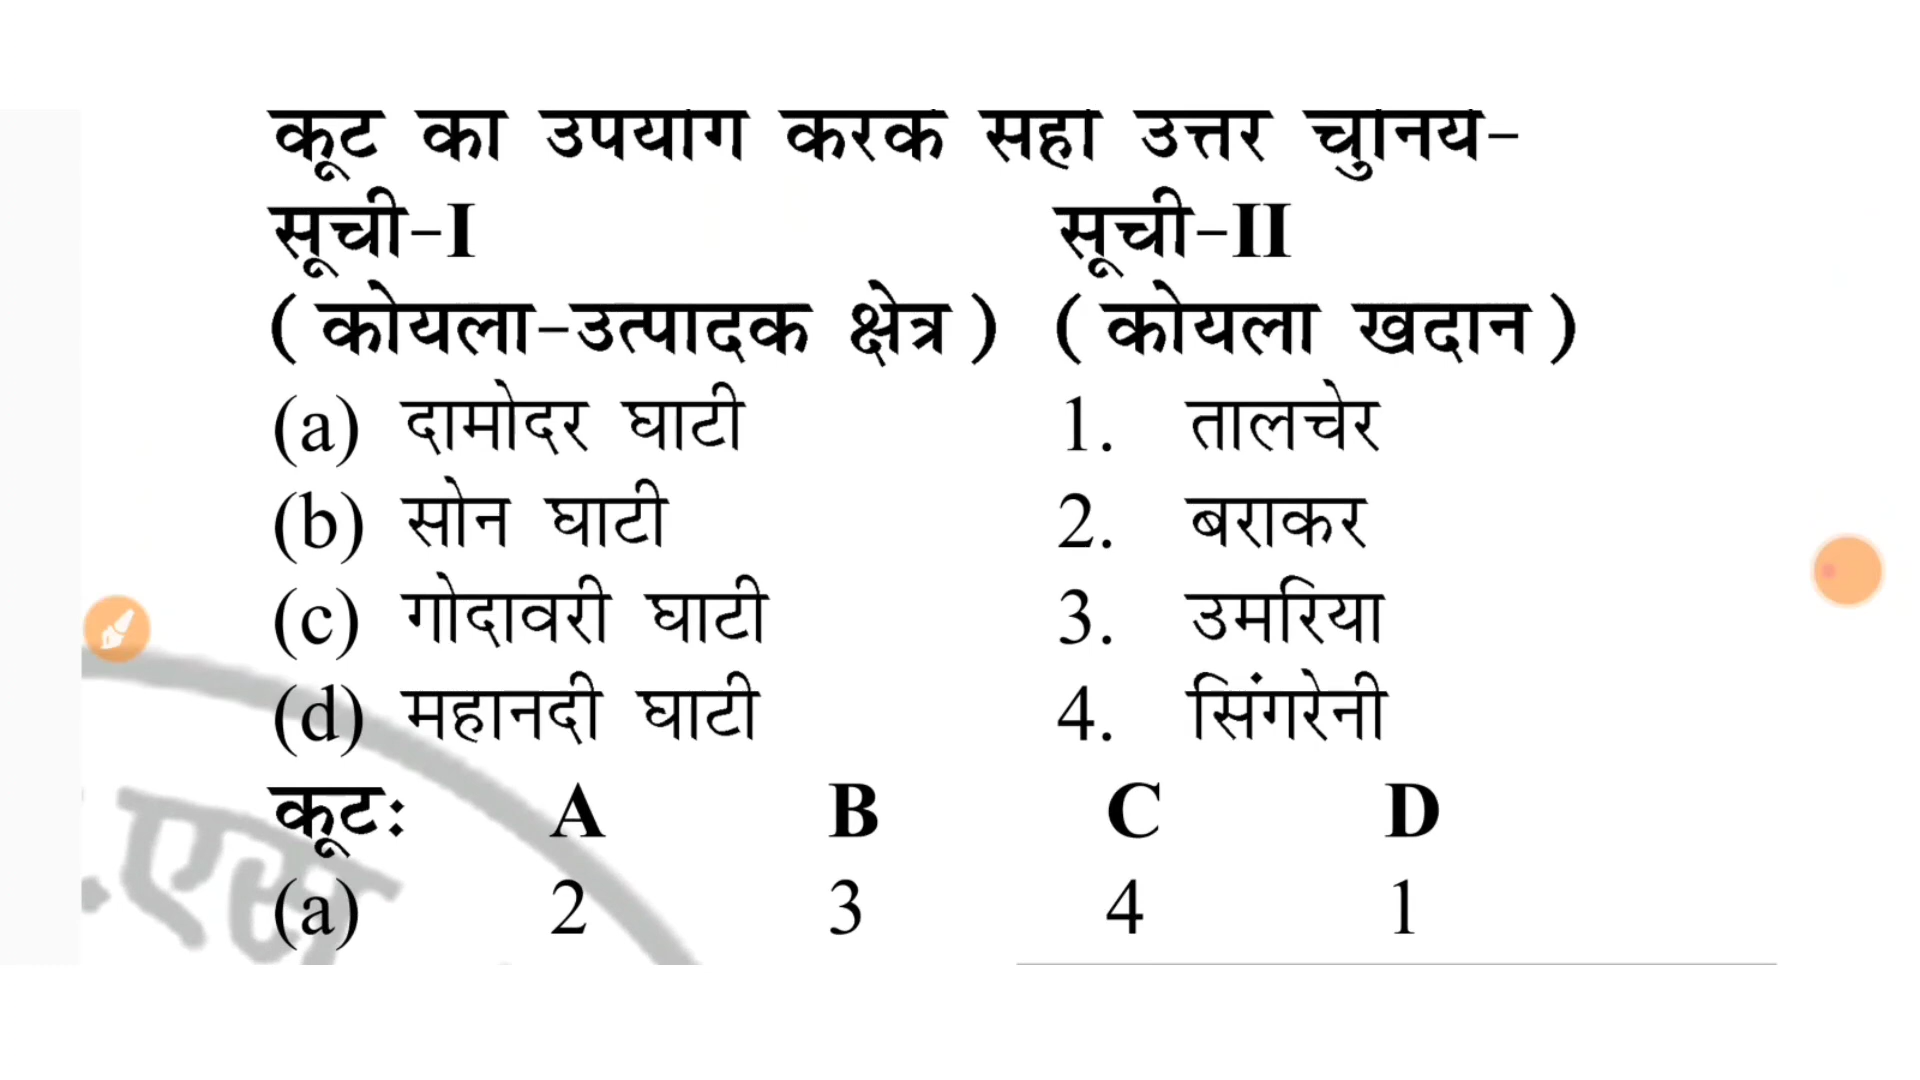 कूट का उपयोग करके सही उत्तर चुनिये-
सूची-I सूची-II
(कोयला-उत्पादक क्षेत्र) (कोयला खदान)
(a) दामोदर घाटी 1. तालचेर
(b) सोन घाटी 2. बराकर
(c) गोदावरी घाटी 3. उमरिया
(d) महानदी घाटी 4. सिंगरेनी
कूटः A B C D
(a) 2 3 4 1
.एस